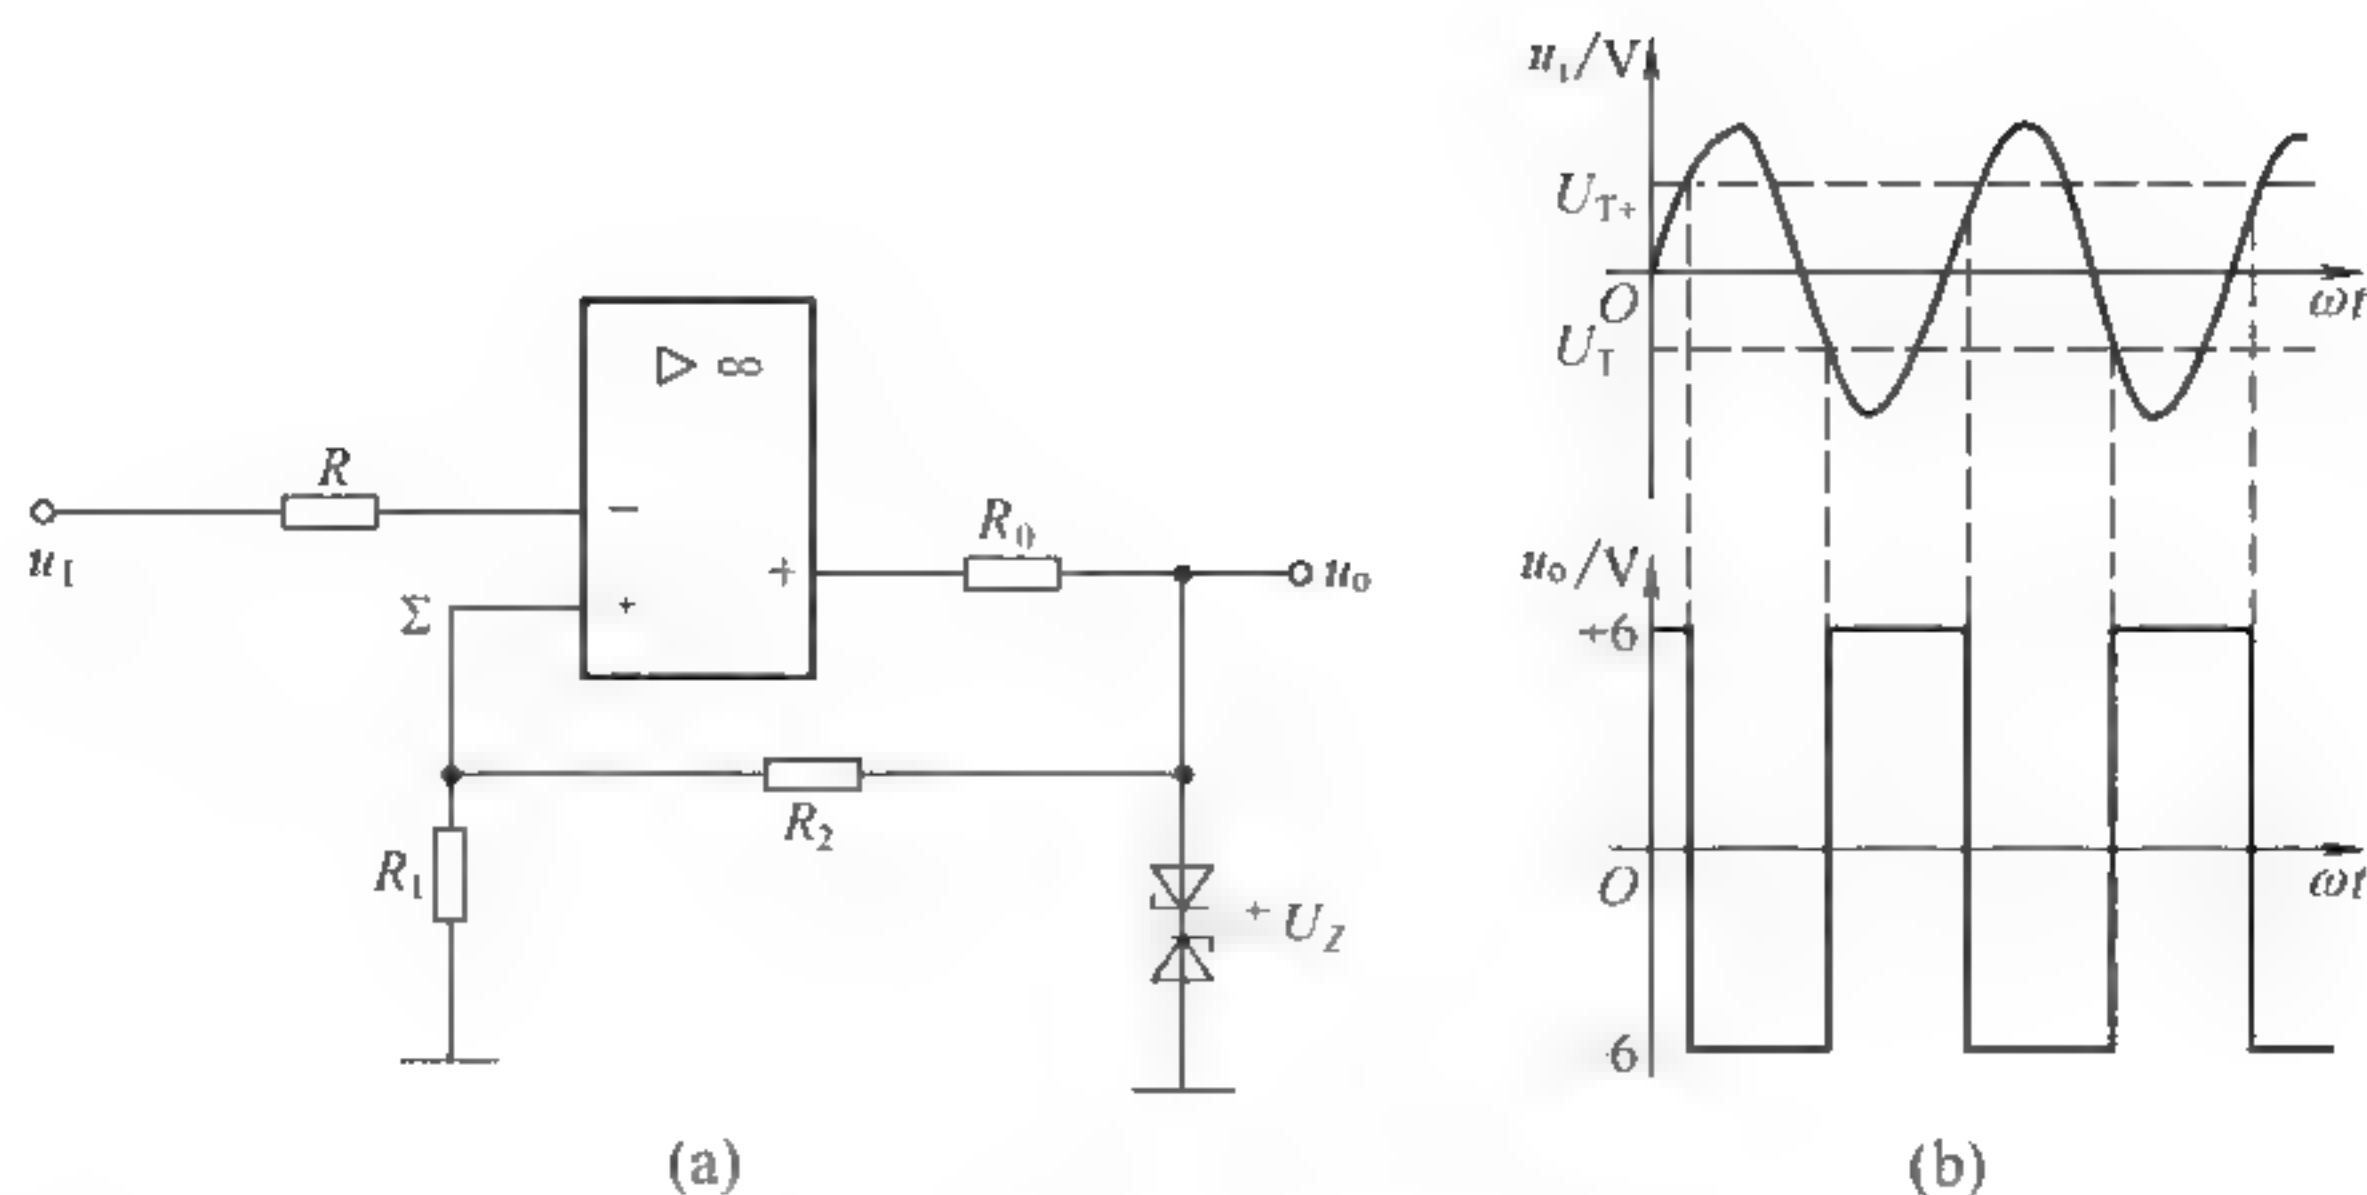 R
u_I
Σ
▷ ∞
−
+
+
R_0
u_o
R_2
R_1
+ U_Z
(a)
u_I/V
U_T+
O
ωt
U_T
u_o/V
+6
O
ωt
6
(b)